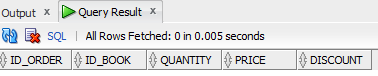 Output x Query Result x
SQL | All Rows Fetched: 0 in 0.005 seconds
ID_ORDER ID_BOOK QUANTITY PRICE DISCOUNT